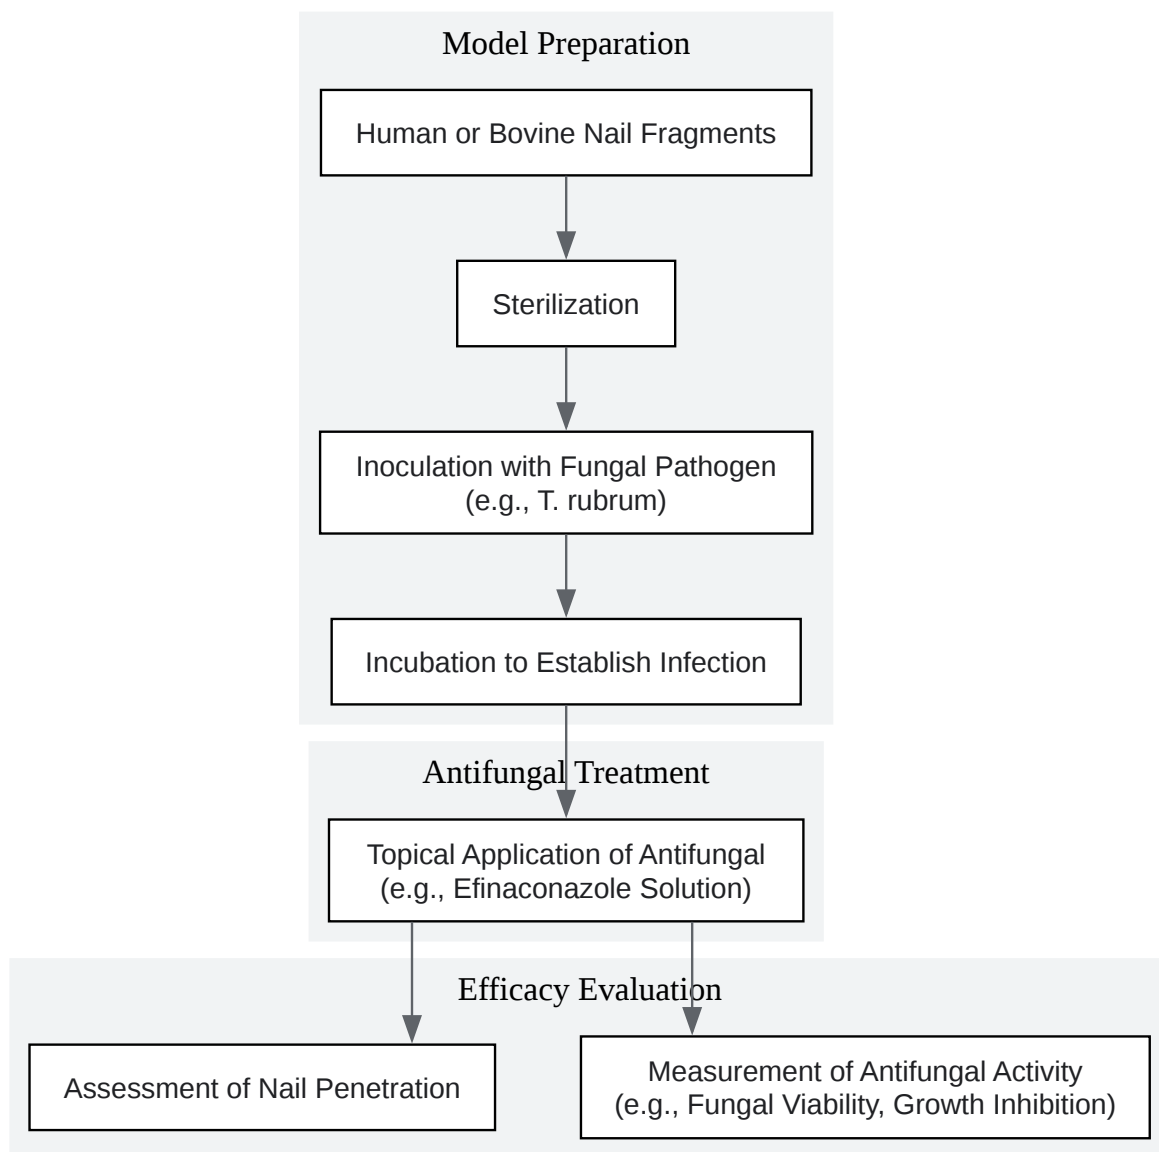 Model Preparation
Human or Bovine Nail Fragments
Sterilization
Inoculation with Fungal Pathogen
(e.g., T. rubrum)
Incubation to Establish Infection
Antifungal Treatment
Topical Application of Antifungal
(e.g., Efinaconazole Solution)
Efficacy Evaluation
Assessment of Nail Penetration
Measurement of Antifungal Activity
(e.g., Fungal Viability, Growth Inhibition)